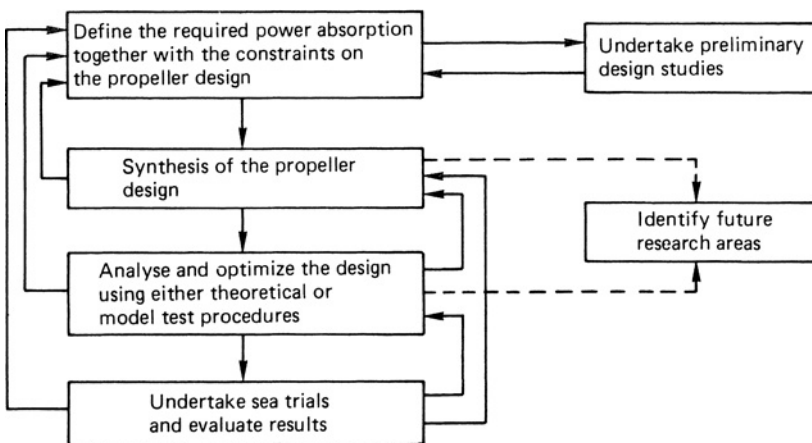 Define the required power absorption
together with the constraints on
the propeller design
Undertake preliminary
design studies
Synthesis of the propeller
design
Identify future
research areas
Analyse and optimize the design
using either theoretical or
model test procedures
Undertake sea trials
and evaluate results